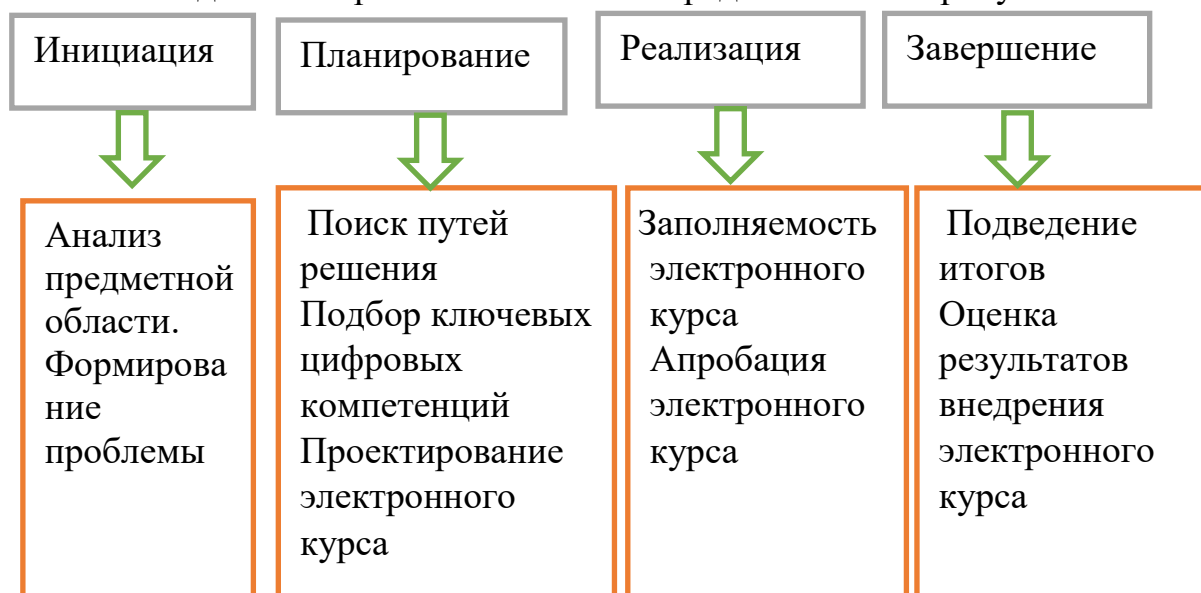 Инициация
Планирование
Реализация
Завершение
Анализ
предметной
области.
Формирова
ние
проблемы
Поиск путей
решения
Подбор ключевых
цифровых
компетенций
Проектирование
электронного
курса
Заполняемость
электронного
курса
Апробация
электронного
курса
Подведение
итогов
Оценка
результатов
внедрения
электронного
курса